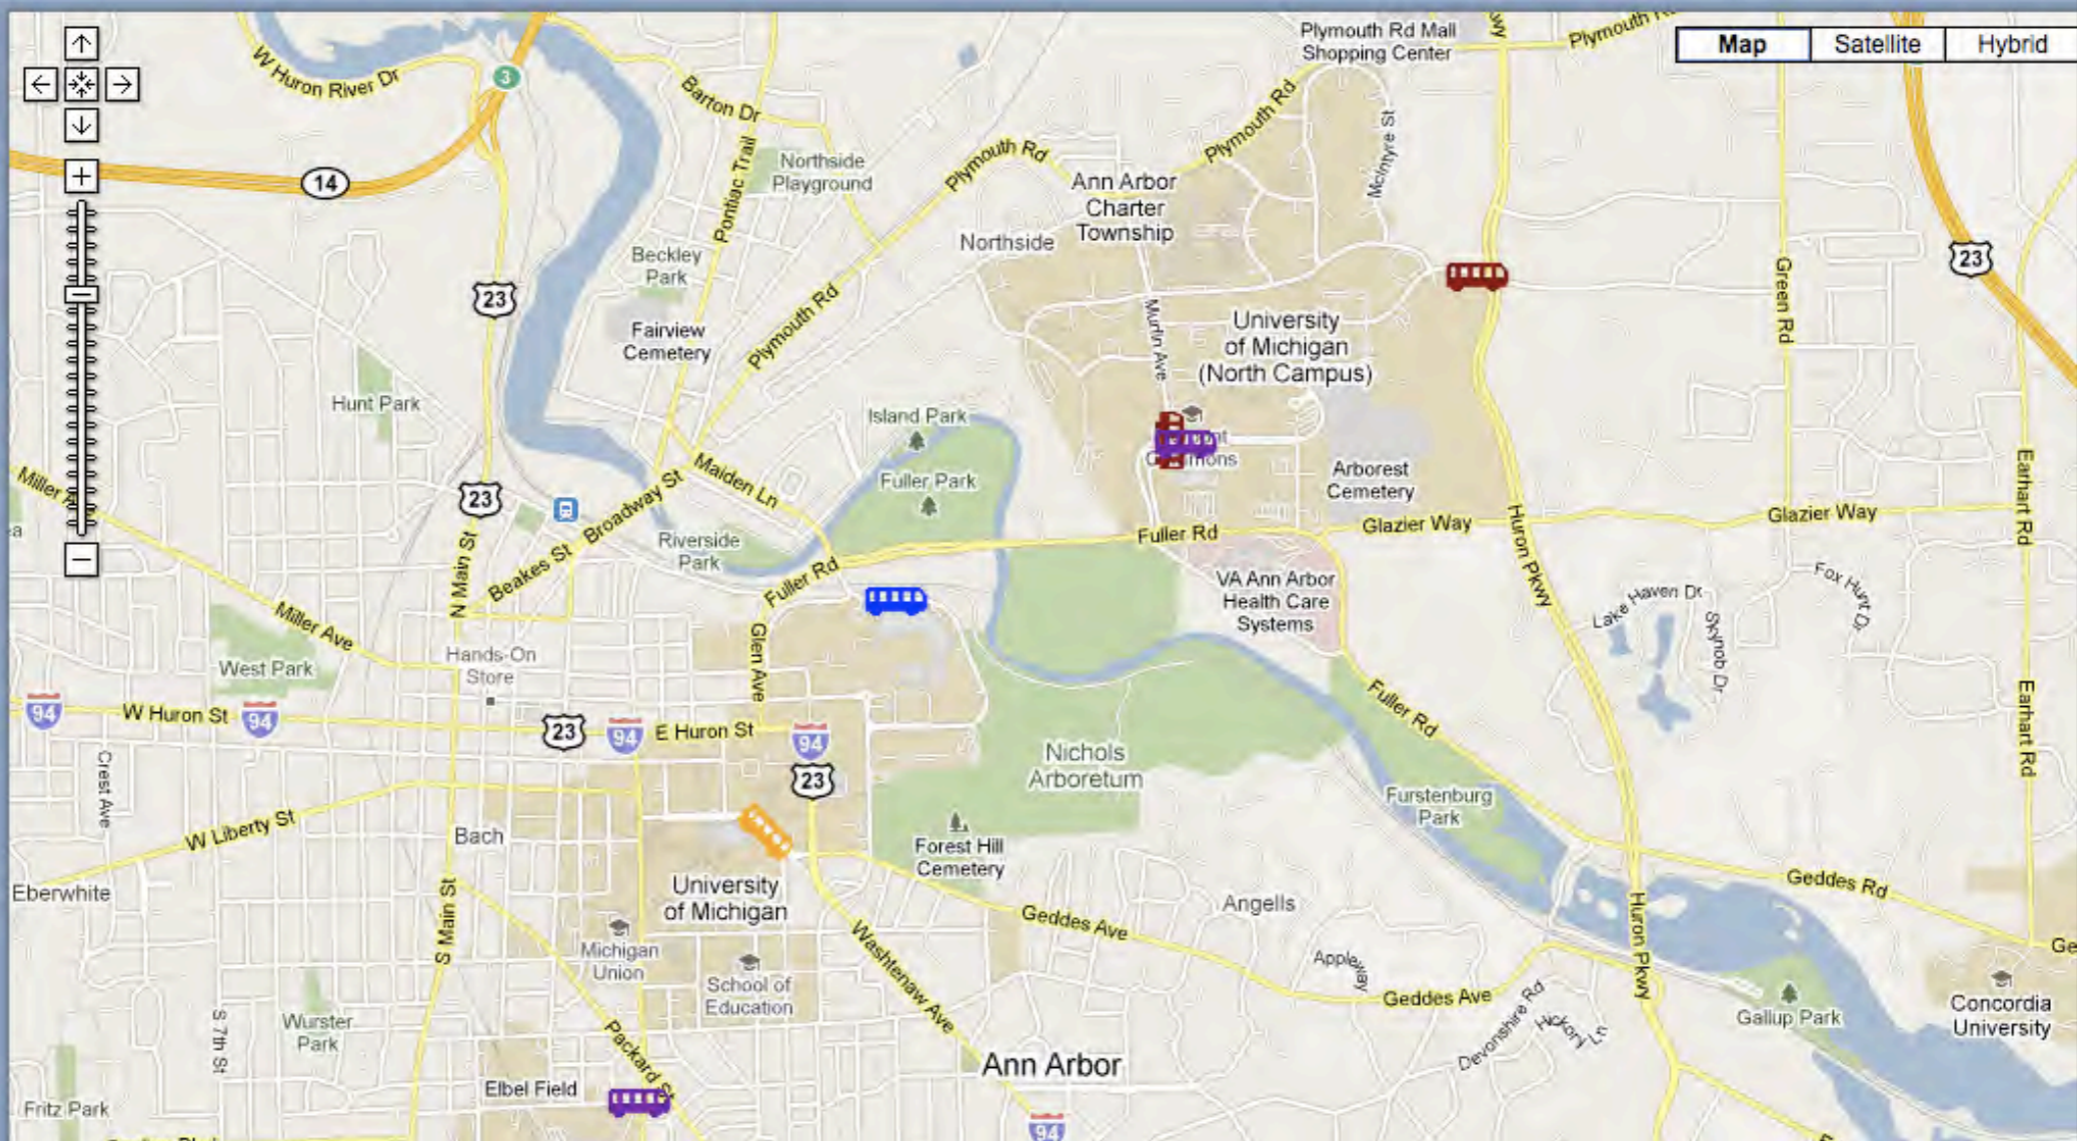 Plymouth Rd Mall
Shopping Center
Plymouth
Map
Satellite
Hybrid
W Huron River Dr
3
Barton Dr
14
Pontiac Trail
Northside
Playground
Plymouth Rd
Plymouth Rd
McIntyre St
Ann Arbor
Charter
Township
Northside
Beckley
Park
23
23
Green Rd
Plymouth Rd
Murfin Ave
University
of Michigan
(North Campus)
Fairview
Cemetery
Hunt Park
Island Park
Fuller Park
Arborest
Cemetery
Miller
23
Maiden Ln
Broadway St
Riverside
Park
Fuller Rd
Glazier Way
Glazier Way
Huron Pkwy
Earhart Rd
N Main St
Beakes St
Fuller Rd
VA Ann Arbor
Health Care
Systems
Lake Haven Dr
Skynob Dr
Fox Hunt Dr
Miller Ave
West Park
Hands-On
Store
Glen Ave
94
W Huron St
94
23
94
E Huron St
94
23
Fuller Rd
Earhart Rd
Crest Ave
Nichols
Arboretum
Furstenburg
Park
W Liberty St
Bach
Forest Hill
Cemetery
Eberwhite
University
of Michigan
Geddes Rd
Angells
Geddes Ave
S Main St
Michigan
Union
School of
Education
Washtenaw Ave
Appleway
Geddes Ave
Huron Pkwy
Devonshire Rd
Hickory Ln
Gallup Park
Concordia
University
S 7th St
Wurster
Park
Packard St
Ann Arbor
Elbel Field
Fritz Park
94